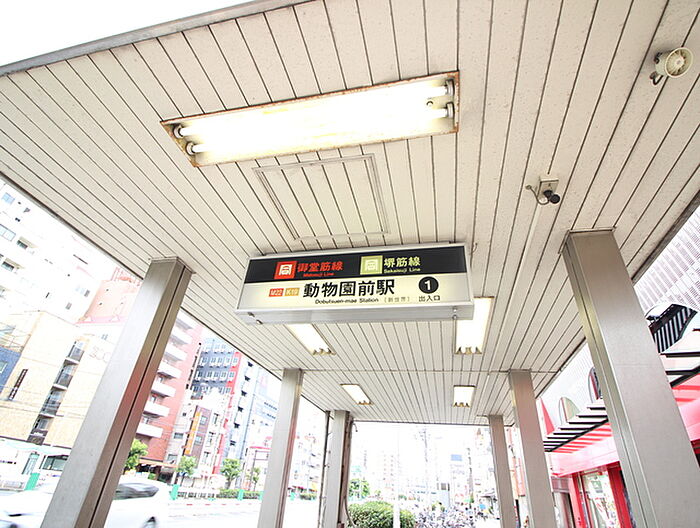 御堂筋線 堺筋線
Midosuji Line Sakaisuji Line
M22 K19 動物園前駅 1
Dobutsuen-mae Station [新世界] 出入口